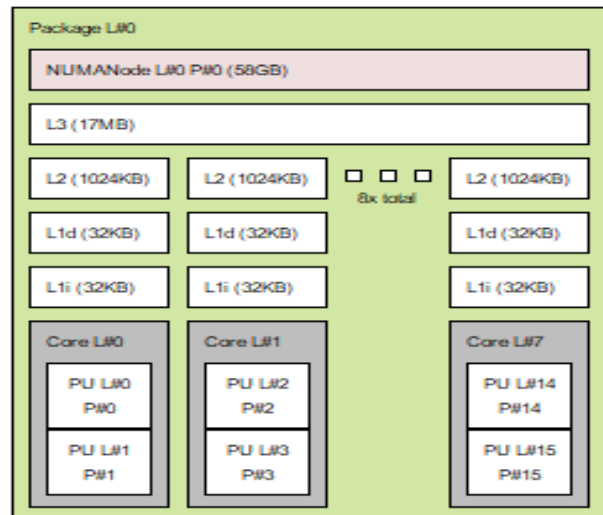 Package L#0
NUMANode L#0 P#0 (58GB)
L3 (17MB)
L2 (1024KB) L2 (1024KB) L2 (1024KB)
8x total
L1d (32KB) L1d (32KB) L1d (32KB)
L1i (32KB) L1i (32KB) L1i (32KB)
Core L#0 Core L#1 Core L#7
PU L#0 PU L#2 PU L#14
P#0 P#2 P#14
PU L#1 PU L#3 PU L#15
P#1 P#3 P#15